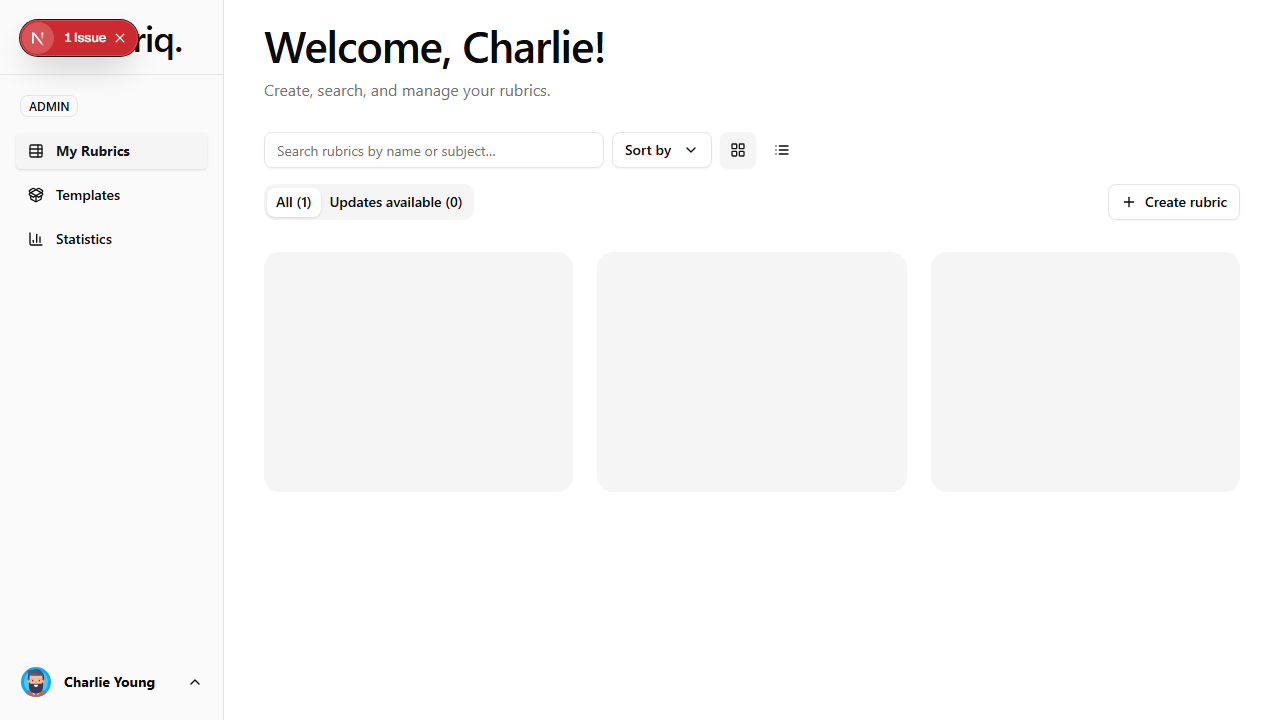 1 Issue
riq.
ADMIN
My Rubrics
Templates
Statistics
Charlie Young
Welcome, Charlie!
Create, search, and manage your rubrics.
Search rubrics by name or subject...
Sort by
All (1)
Updates available (0)
Create rubric